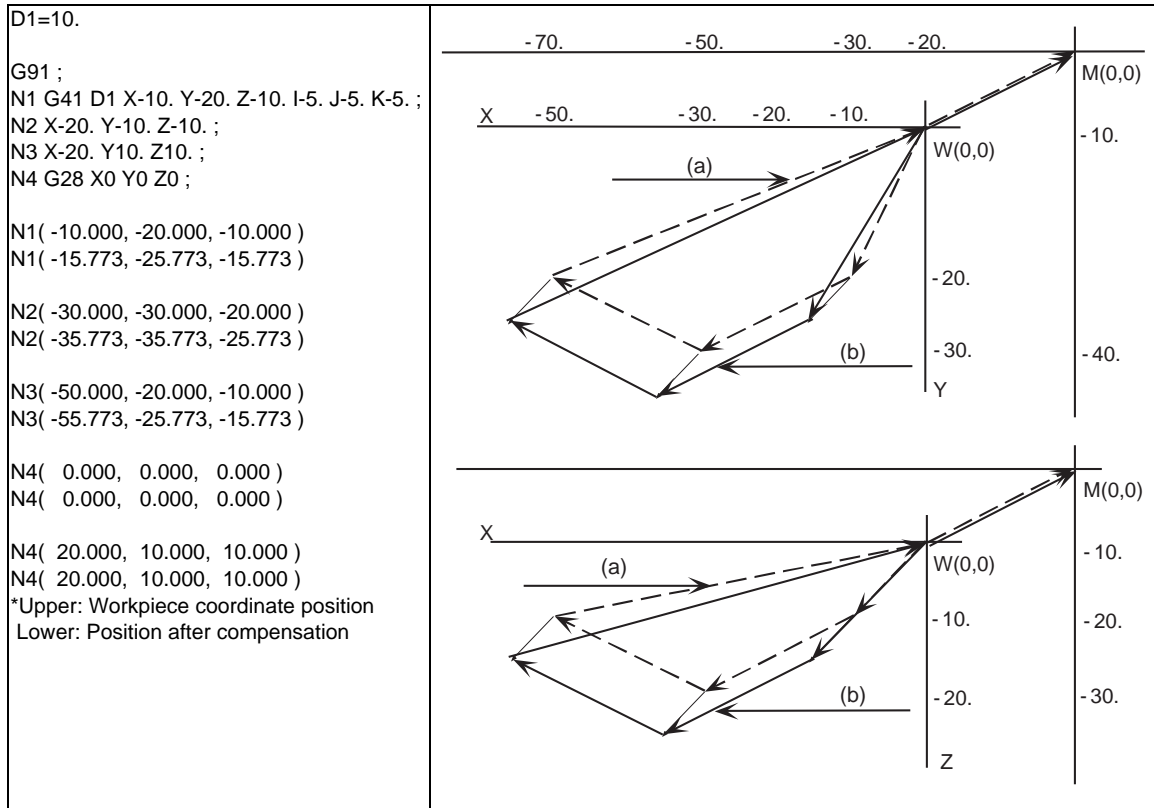 D1=10.
G91 ;
N1 G41 D1 X-10. Y-20. Z-10. I-5. J-5. K-5. ;
N2 X-20. Y-10. Z-10. ;
N3 X-20. Y10. Z10. ;
N4 G28 X0 Y0 Z0 ;
N1( -10.000, -20.000, -10.000 )
N1( -15.773, -25.773, -15.773 )
N2( -30.000, -30.000, -20.000 )
N2( -35.773, -35.773, -25.773 )
N3( -50.000, -20.000, -10.000 )
N3( -55.773, -25.773, -15.773 )
N4( 0.000, 0.000, 0.000 )
N4( 0.000, 0.000, 0.000 )
N4( 20.000, 10.000, 10.000 )
N4( 20.000, 10.000, 10.000 )
*Upper: Workpiece coordinate position
Lower: Position after compensation
-70. -50. -30. -20.
M(0,0)
X -50. -30. -20. -10.
-10.
W(0,0)
(a)
-20.
(b)
-30.
-40.
Y
M(0,0)
X
W(0,0)
-10.
(a)
-10.
-20.
(b)
-20.
-30.
Z